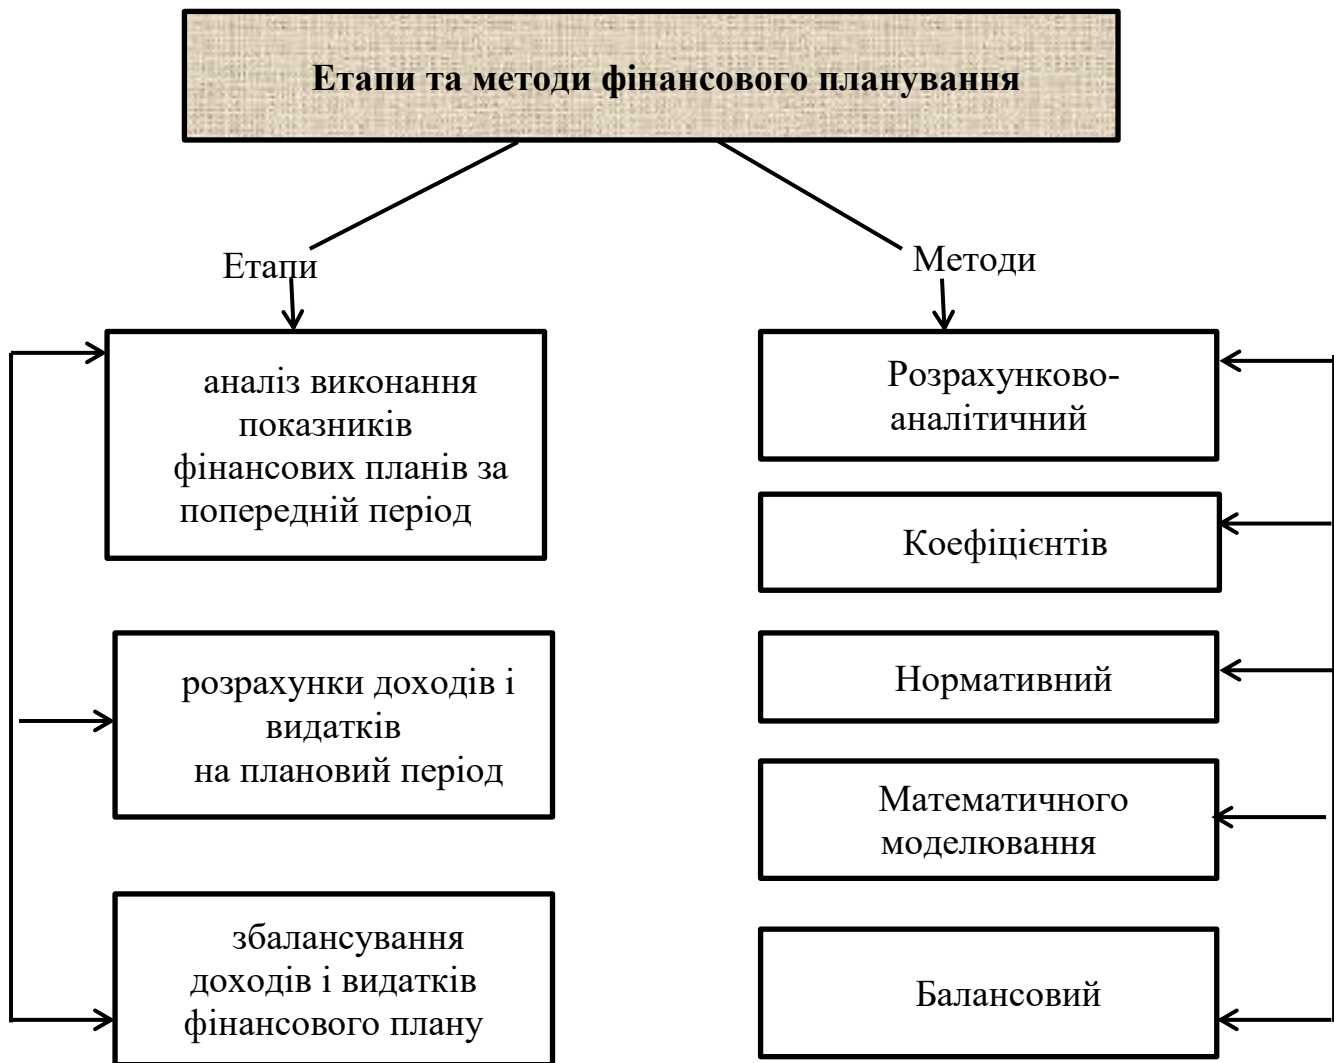 Етапи та методи фінансового планування
Етапи
Методи
аналіз виконання
показників
фінансових планів за
попередній період
розрахунки доходів і
видатків
на плановий період
збалансування
доходів і видатків
фінансового плану
Розрахунково-
аналітичний
Коефіцієнтів
Нормативний
Математичного
моделювання
Балансовий